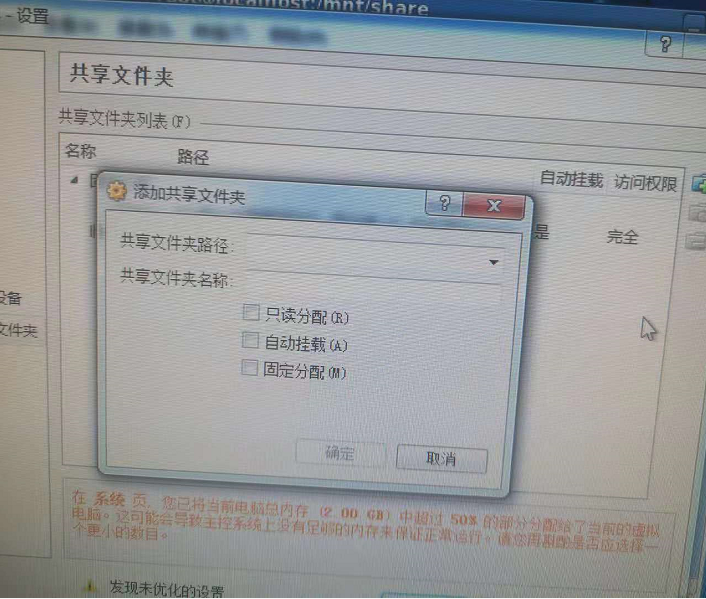 localhost:/mnt/share
- 设置
?
共享文件夹
共享文件夹列表(F)
名称
路径
自动挂载
访问权限
添加共享文件夹
?
是
完全
共享文件夹路径:
共享文件夹名称:
只读分配(R)
自动挂载(A)
固定分配(M)
设备
文件夹
确定
取消
在 系统 页，您已将当前电脑总内存 (2.00 GB) 中超过 50% 的部分分配给了当前的虚拟
电脑。这可能会导致主控系统上没有足够的内存来保证正常运行。请您再斟酌是否应选择一
个更小的数目。
发现未优化的设置